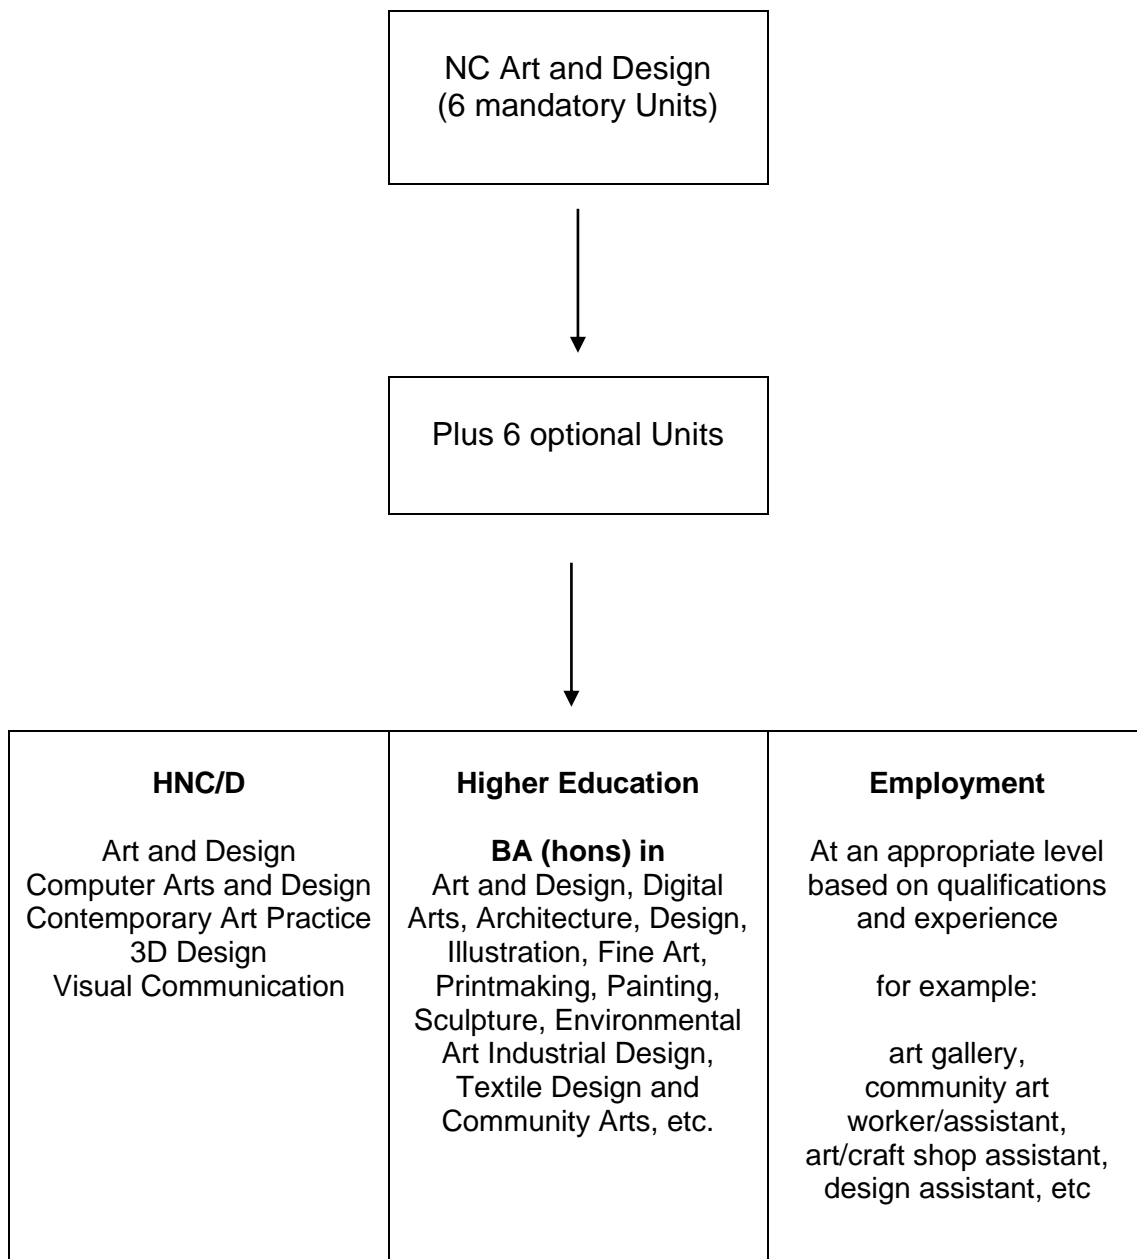 NC Art and Design
(6 mandatory Units)
Plus 6 optional Units
HNC/D
Art and Design
Computer Arts and Design
Contemporary Art Practice
3D Design
Visual Communication
Higher Education
BA (hons) in
Art and Design, Digital
Arts, Architecture, Design,
Illustration, Fine Art,
Printmaking, Painting,
Sculpture, Environmental
Art Industrial Design,
Textile Design and
Community Arts, etc.
Employment
At an appropriate level
based on qualifications
and experience
for example:
art gallery,
community art
worker/assistant,
art/craft shop assistant,
design assistant, etc